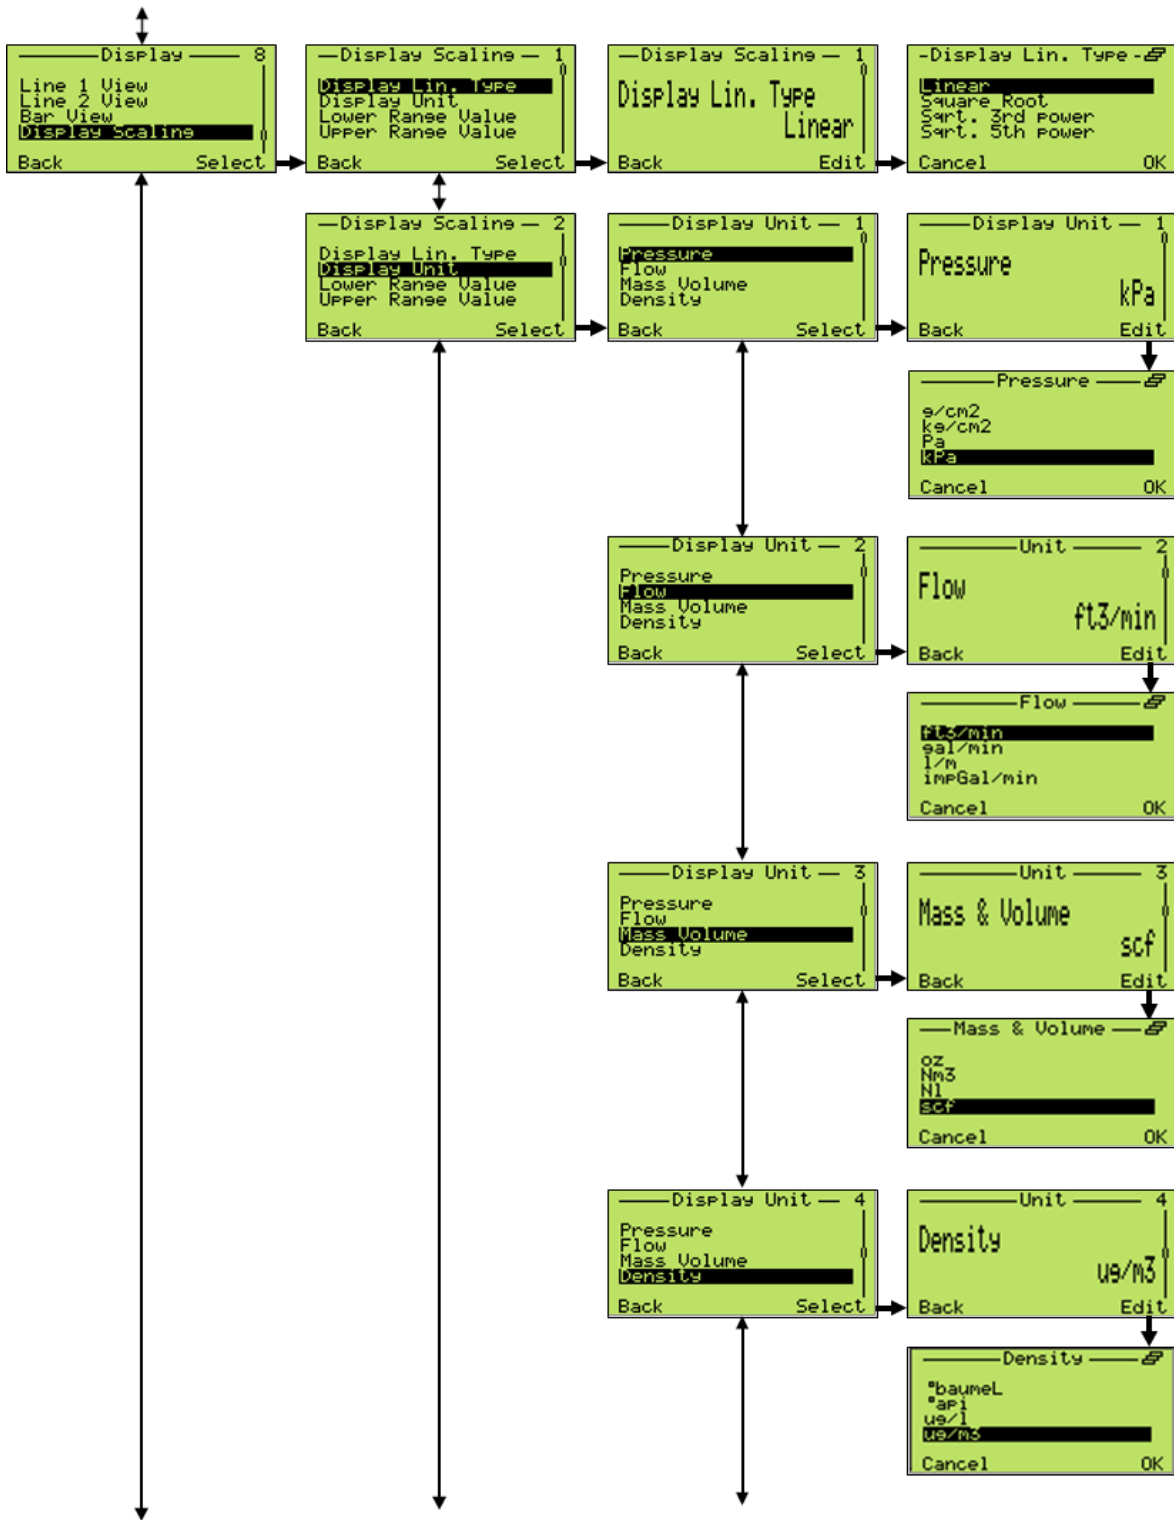 Display 8
Line 1 View
Line 2 View
Bar View
Display Scaling
Back Select
Display Scaling 1
Display Lin. Type
Display Unit
Lower Range Value
Upper Range Value
Back Select
Display Scaling 1
Display Lin. Type
Linear
Back Edit
Display Lin. Type
Linear
Square Root
Sqrt. 3rd power
Sqrt. 5th power
Cancel OK
Display Scaling 2
Display Lin. Type
Display Unit
Lower Range Value
Upper Range Value
Back Select
Display Unit 1
Pressure
Flow
Mass Volume
Density
Back Select
Display Unit 1
Pressure
kPa
Back Edit
Pressure
g/cm2
kg/cm2
Pa
kPa
Cancel OK
Display Unit 2
Pressure
Flow
Mass Volume
Density
Back Select
Unit 2
Flow
ft3/min
Back Edit
Flow
ft3/min
gal/min
l/m
impGal/min
Cancel OK
Display Unit 3
Pressure
Flow
Mass Volume
Density
Back Select
Unit 3
Mass & Volume
scf
Back Edit
Mass & Volume
oz
Nm3
Nl
scf
Cancel OK
Display Unit 4
Pressure
Flow
Mass Volume
Density
Back Select
Unit 4
Density
ug/m3
Back Edit
Density
°baumeL
°api
ug/l
ug/m3
Cancel OK